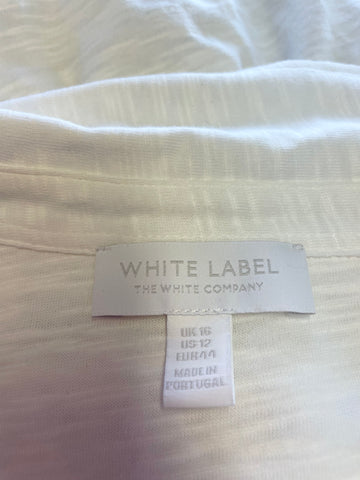 WHITE LABEL
THE WHITE COMPANY
UK 16
US 12
EUR 44
MADE IN
PORTUGAL